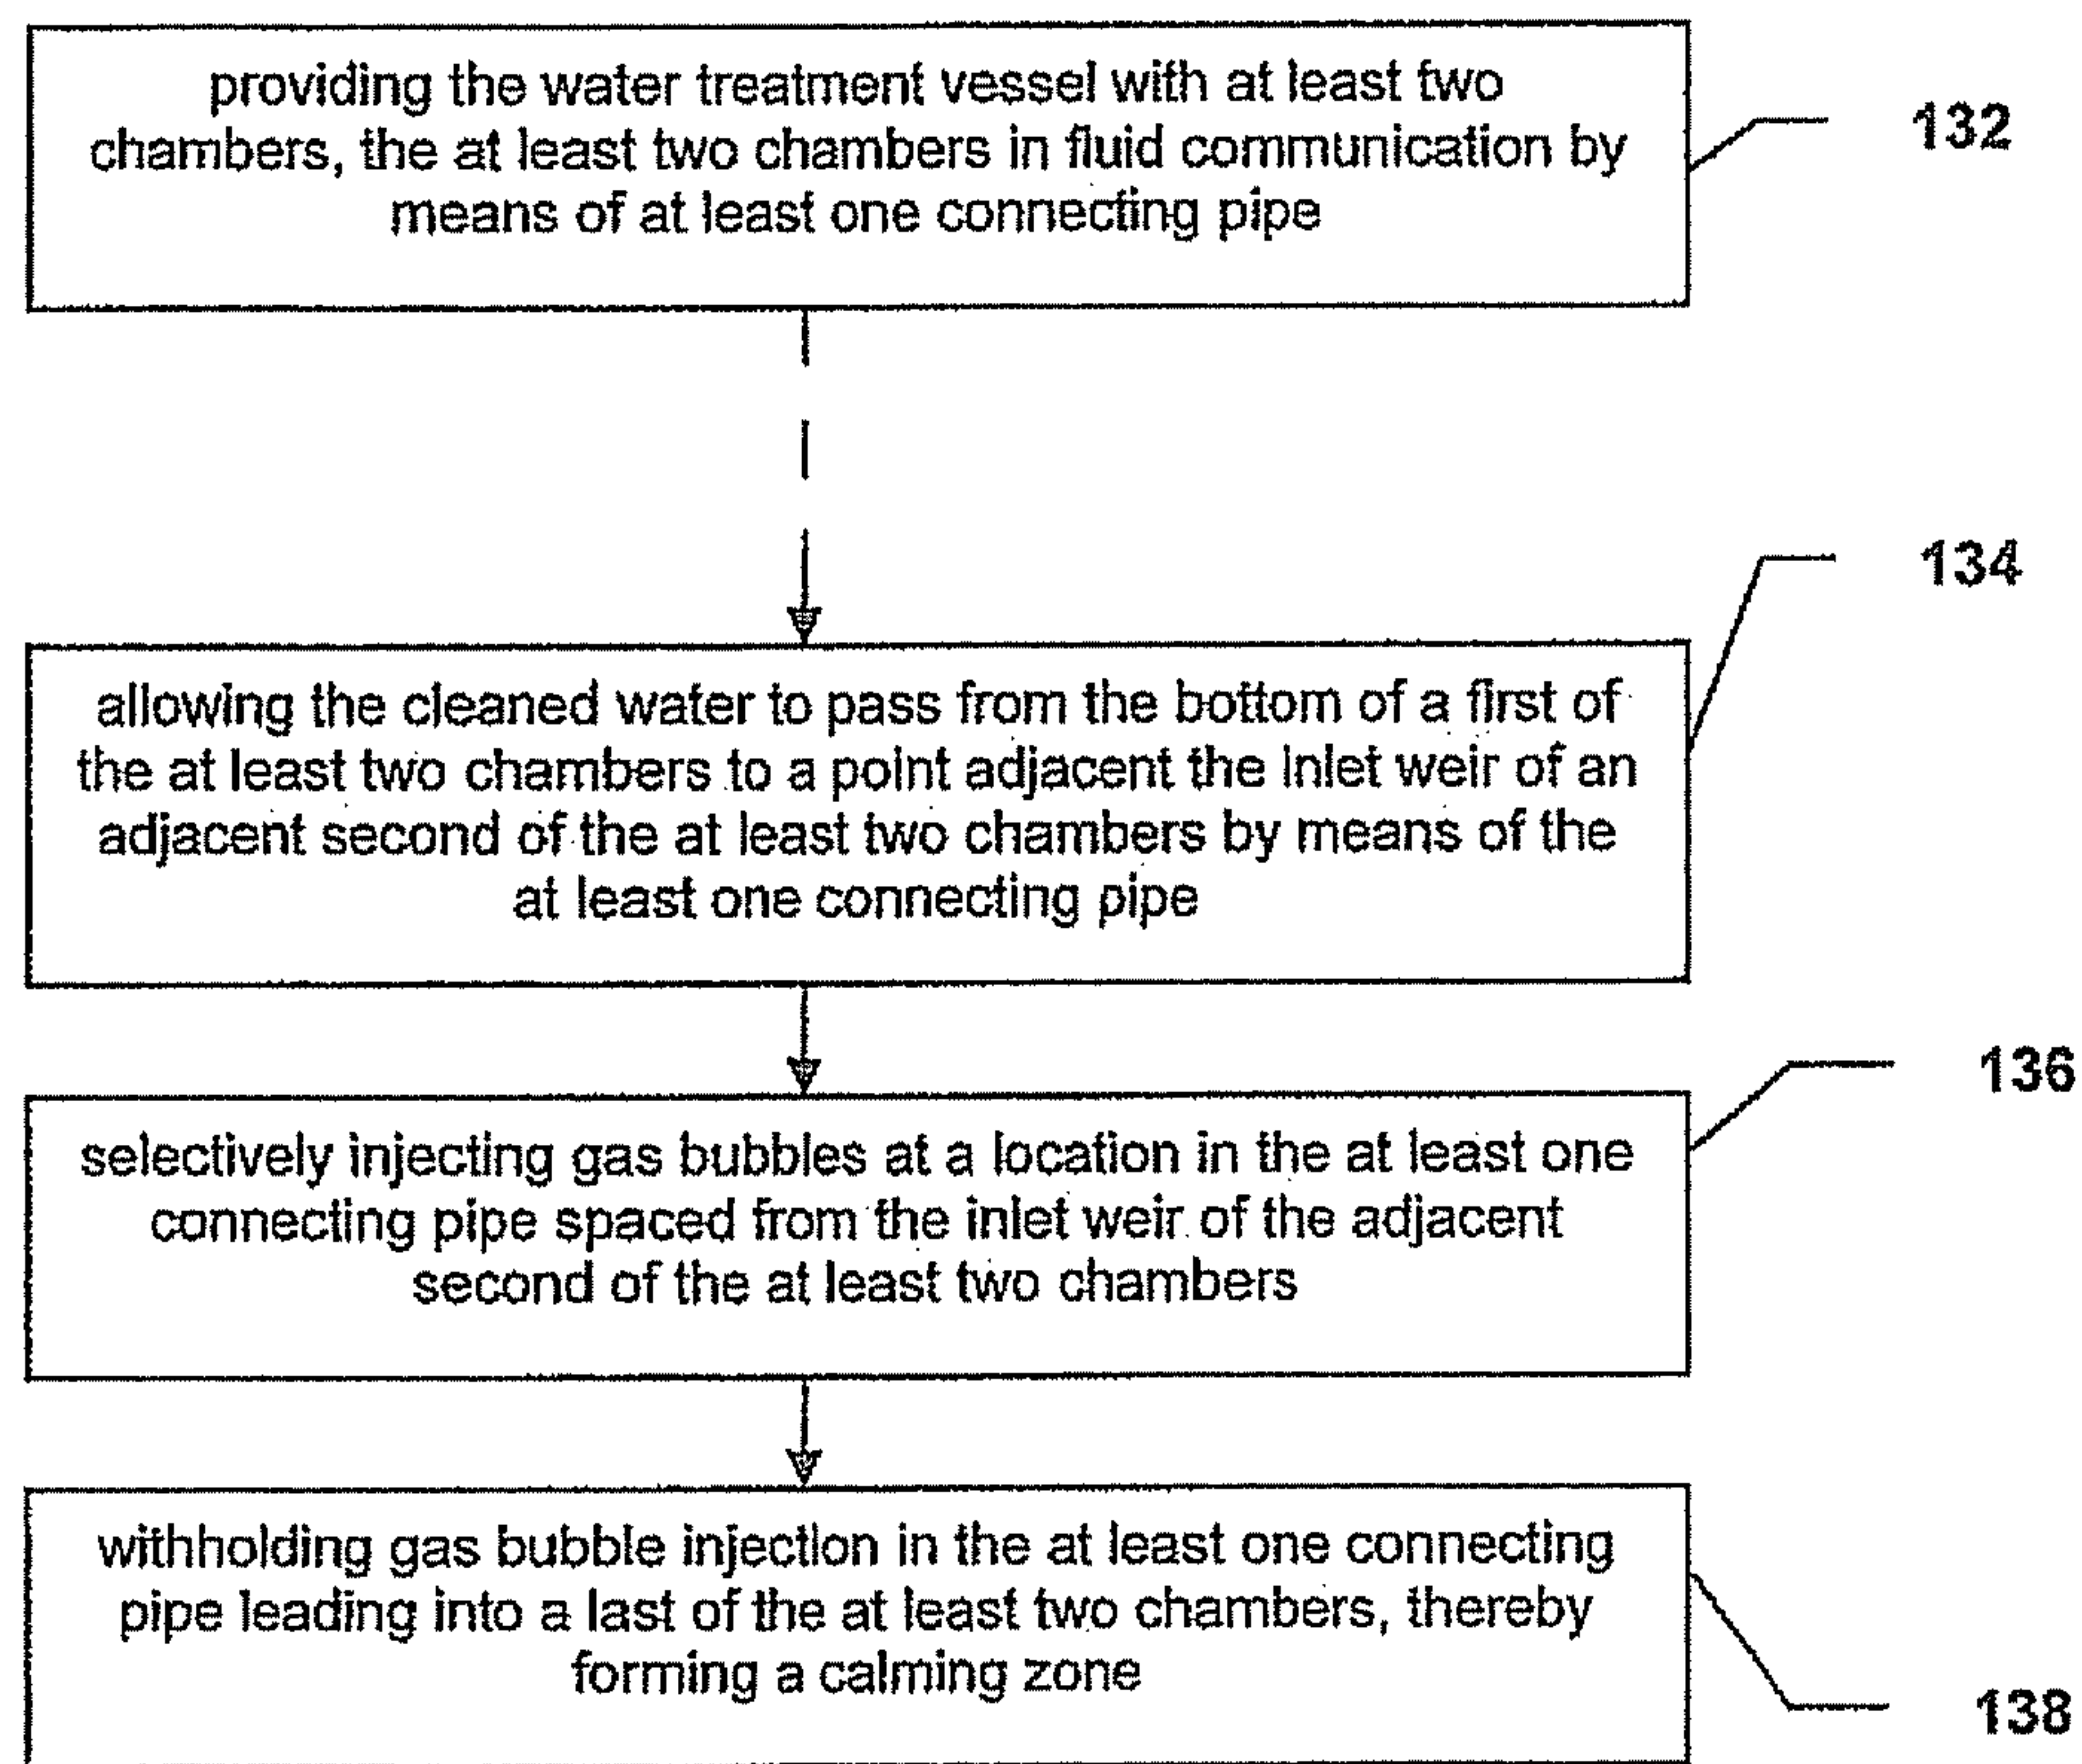 providing the water treatment vessel with at least two
chambers, the at least two chambers in fluid communication by
means of at least one connecting pipe
132
134
allowing the cleaned water to pass from the bottom of a first of
the at least two chambers to a point adjacent the inlet weir of an
adjacent second of the at least two chambers by means of the
at least one connecting pipe
136
selectively injecting gas bubbles at a location in the at least one
connecting pipe spaced from the inlet weir of the adjacent
second of the at least two chambers
withholding gas bubble injection in the at least one connecting
pipe leading into a last of the at least two chambers, thereby
forming a calming zone
138